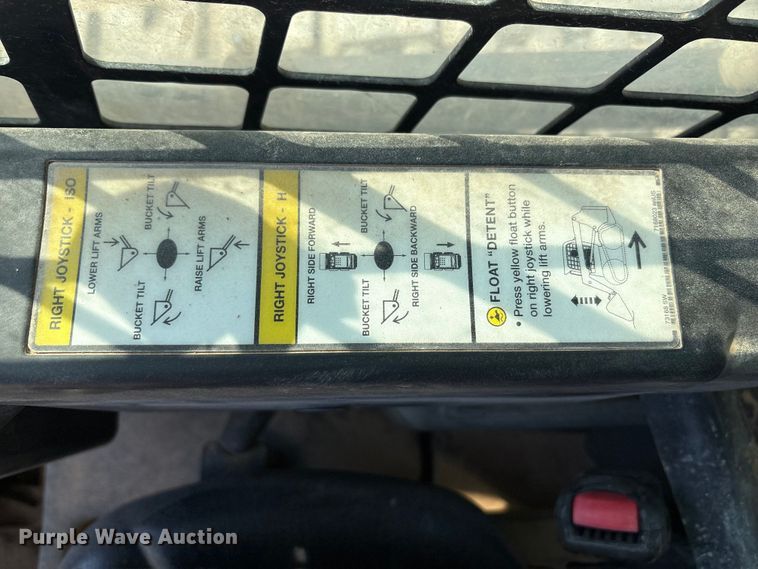 RIGHT JOYSTICK - ISO
LOWER LIFT ARMS
BUCKET TILT
BUCKET TILT
RAISE LIFT ARMS
RIGHT JOYSTICK - H
RIGHT SIDE FORWARD
BUCKET TILT
BUCKET TILT
RIGHT SIDE BACKWARD
FLOAT "DETENT"
• Press yellow float button
on right joystick while
lowering lift arms.
Purple Wave Auction